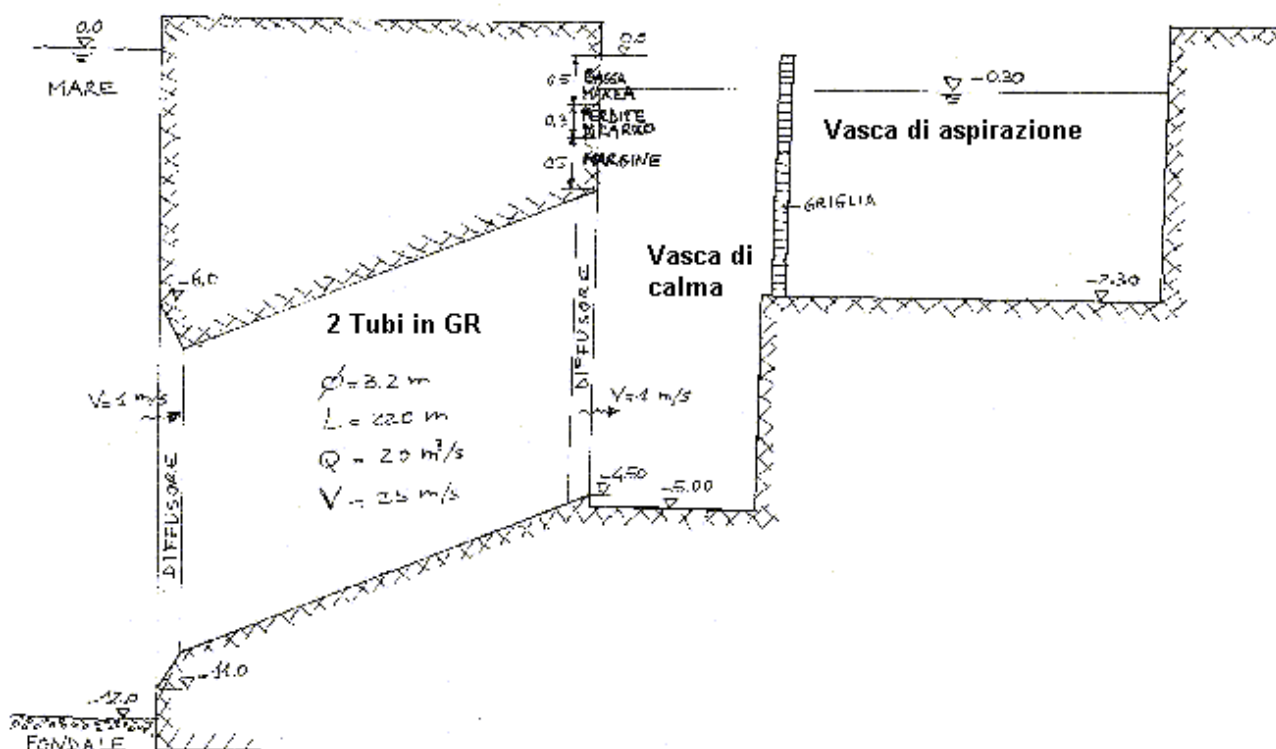 0.0
MARE
0.0
0.5 BASSA
MAREA
0,3 PERDITE
DI CARICO
0.5 MARGINE
-0.30
Vasca di aspirazione
GRIGLIA
Vasca di
calma
-6.0
2 Tubi in GR
DIFFUSORE
-2.30
Ø = 3.2 m
L = 220 m
Q = 20 m³/s
V = 2.5 m/s
V=1 m/s
V=1 m/s
DIFFUSORE
-4.50
-5.00
-11.0
-12.0
FONDALE